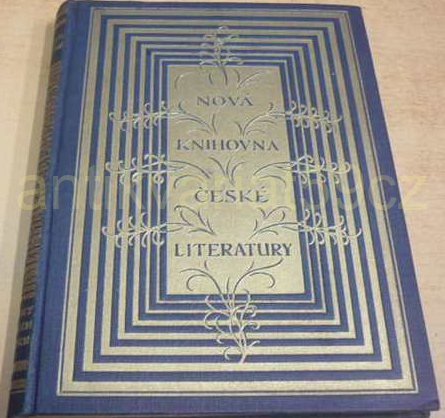 NOVÁ
KNIHOVNA
ČESKÉ
LITERATURY